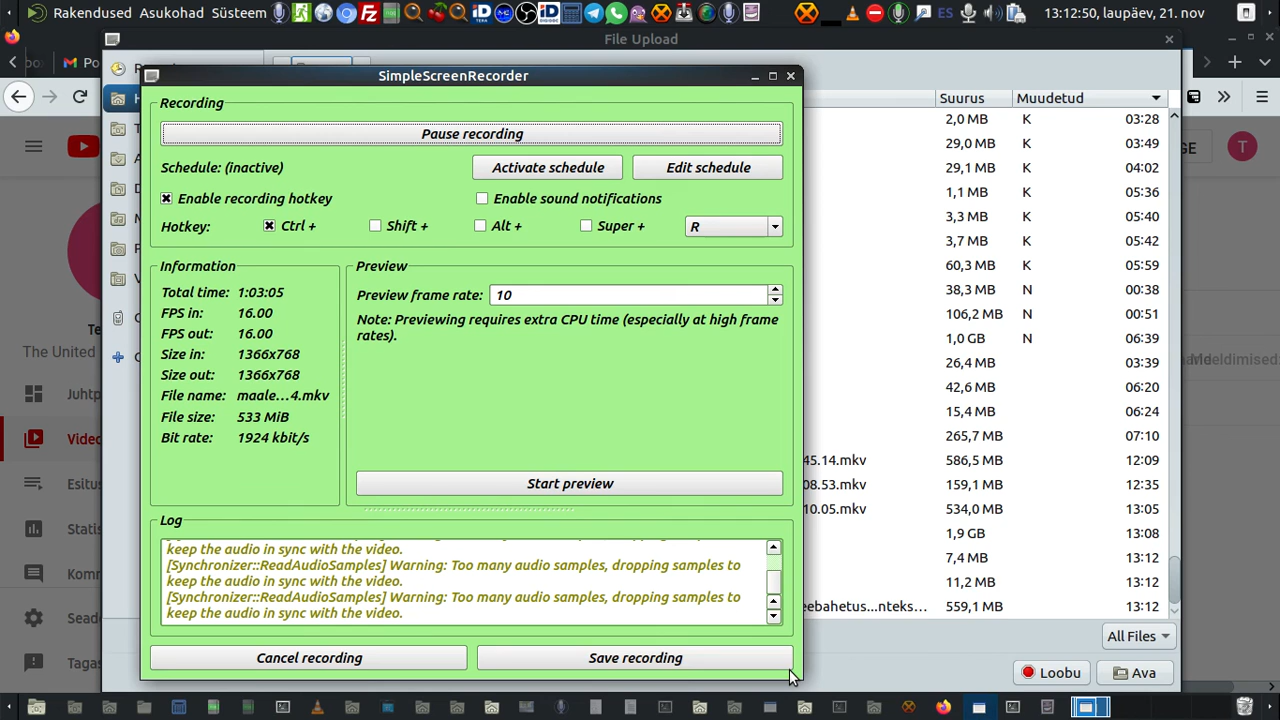 Rakendused Asukohad Süsteem
ES
13:12:50, laupäev, 21. nov
File Upload
SimpleScreenRecorder
Recording
Pause recording
Schedule: (inactive)
Activate schedule
Edit schedule
Enable recording hotkey
Enable sound notifications
Hotkey:
Ctrl +
Shift +
Alt +
Super +
R
Information
Total time: 1:03:05
FPS in: 16.00
FPS out: 16.00
Size in: 1366x768
Size out: 1366x768
File name: maale...4.mkv
File size: 533 MiB
Bit rate: 1924 kbit/s
Preview
Preview frame rate: 10
Note: Previewing requires extra CPU time (especially at high frame
rates).
Start preview
Log
keep the audio in sync with the video.
[Synchronizer::ReadAudioSamples] Warning: Too many audio samples, dropping samples to
keep the audio in sync with the video.
[Synchronizer::ReadAudioSamples] Warning: Too many audio samples, dropping samples to
keep the audio in sync with the video.
Cancel recording
Save recording
Suurus Muudetud
2,0 MB K 03:28
29,0 MB K 03:49
29,1 MB K 04:02
1,1 MB K 05:36
3,3 MB K 05:40
3,7 MB K 05:42
60,3 MB K 05:59
38,3 MB N 00:38
106,2 MB N 00:51
1,0 GB N 06:39
26,4 MB 03:39
42,6 MB 06:20
15,4 MB 06:24
265,7 MB 07:10
45.14.mkv 586,5 MB 12:09
08.53.mkv 159,1 MB 12:35
10.05.mkv 534,0 MB 13:05
1,9 GB 13:08
7,4 MB 13:12
11,2 MB 13:12
eebahetus...nteks... 559,1 MB 13:12
All Files
Loobu
Ava
Po
GE
T
Te
The United
Juhtp
Video
Esitus
Statis
Komm
Seade
Tagas
Meeldimised